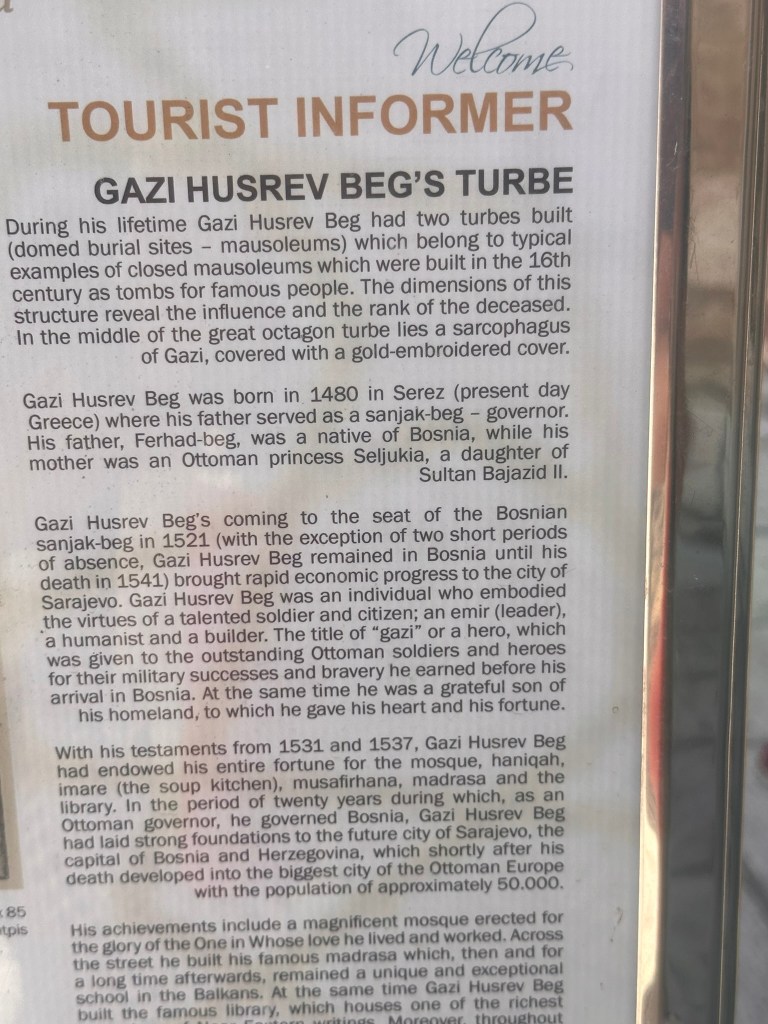 Welcome
TOURIST INFORMER
GAZI HUSREV BEG'S TURBE
During his lifetime Gazi Husrev Beg had two turbes built
(domed burial sites – mausoleums) which belong to typical
examples of closed mausoleums which were built in the 16th
century as tombs for famous people. The dimensions of this
structure reveal the influence and the rank of the deceased.
In the middle of the great octagon turbe lies a sarcophagus
of Gazi, covered with a gold-embroidered cover.
Gazi Husrev Beg was born in 1480 in Serez (present day
Greece) where his father served as a sanjak-beg – governor.
His father, Ferhad-beg, was a native of Bosnia, while his
mother was an Ottoman princess Seljukia, a daughter of
Sultan Bajazid II.
Gazi Husrev Beg's coming to the seat of the Bosnian
sanjak-beg in 1521 (with the exception of two short periods
of absence, Gazi Husrev Beg remained in Bosnia until his
death in 1541) brought rapid economic progress to the city of
Sarajevo. Gazi Husrev Beg was an individual who embodied
the virtues of a talented soldier and citizen; an emir (leader),
a humanist and a builder. The title of "gazi" or a hero, which
was given to the outstanding Ottoman soldiers and heroes
for their military successes and bravery he earned before his
arrival in Bosnia. At the same time he was a grateful son of
his homeland, to which he gave his heart and his fortune.
With his testaments from 1531 and 1537, Gazi Husrev Beg
had endowed his entire fortune for the mosque, haniqah,
imare (the soup kitchen), musafirhana, madrasa and the
library. In the period of twenty years during which, as an
Ottoman governor, he governed Bosnia, Gazi Husrev Beg
had laid strong foundations to the future city of Sarajevo, the
capital of Bosnia and Herzegovina, which shortly after his
death developed into the biggest city of the Ottoman Europe
with the population of approximately 50.000.
85
His achievements include a magnificent mosque erected for
the glory of the One in Whose love he lived and worked. Across
the street he built his famous madrasa which, then and for
a long time afterwards, remained a unique and exceptional
school in the Balkans. At the same time Gazi Husrev Beg
built the famous library, which houses one of the richest
writings. Moreover, throughout